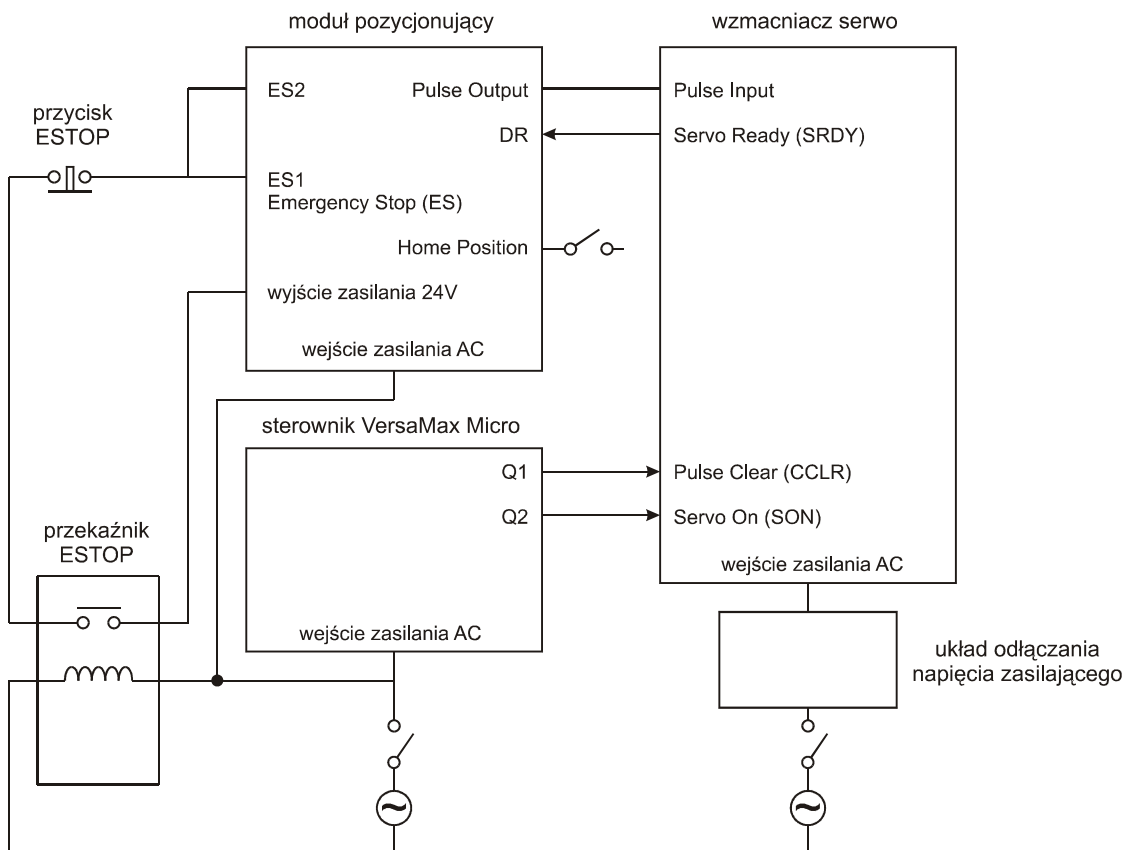 moduł pozycjonujący
wzmacniacz serwo
przycisk
ESTOP
ES2
Pulse Output
Pulse Input
DR
Servo Ready (SRDY)
ES1
Emergency Stop (ES)
Home Position
wyjście zasilania 24V
wejście zasilania AC
sterownik VersaMax Micro
Q1
Pulse Clear (CCLR)
Q2
Servo On (SON)
przekaźnik
ESTOP
wejście zasilania AC
wejście zasilania AC
układ odłączania
napięcia zasilającego